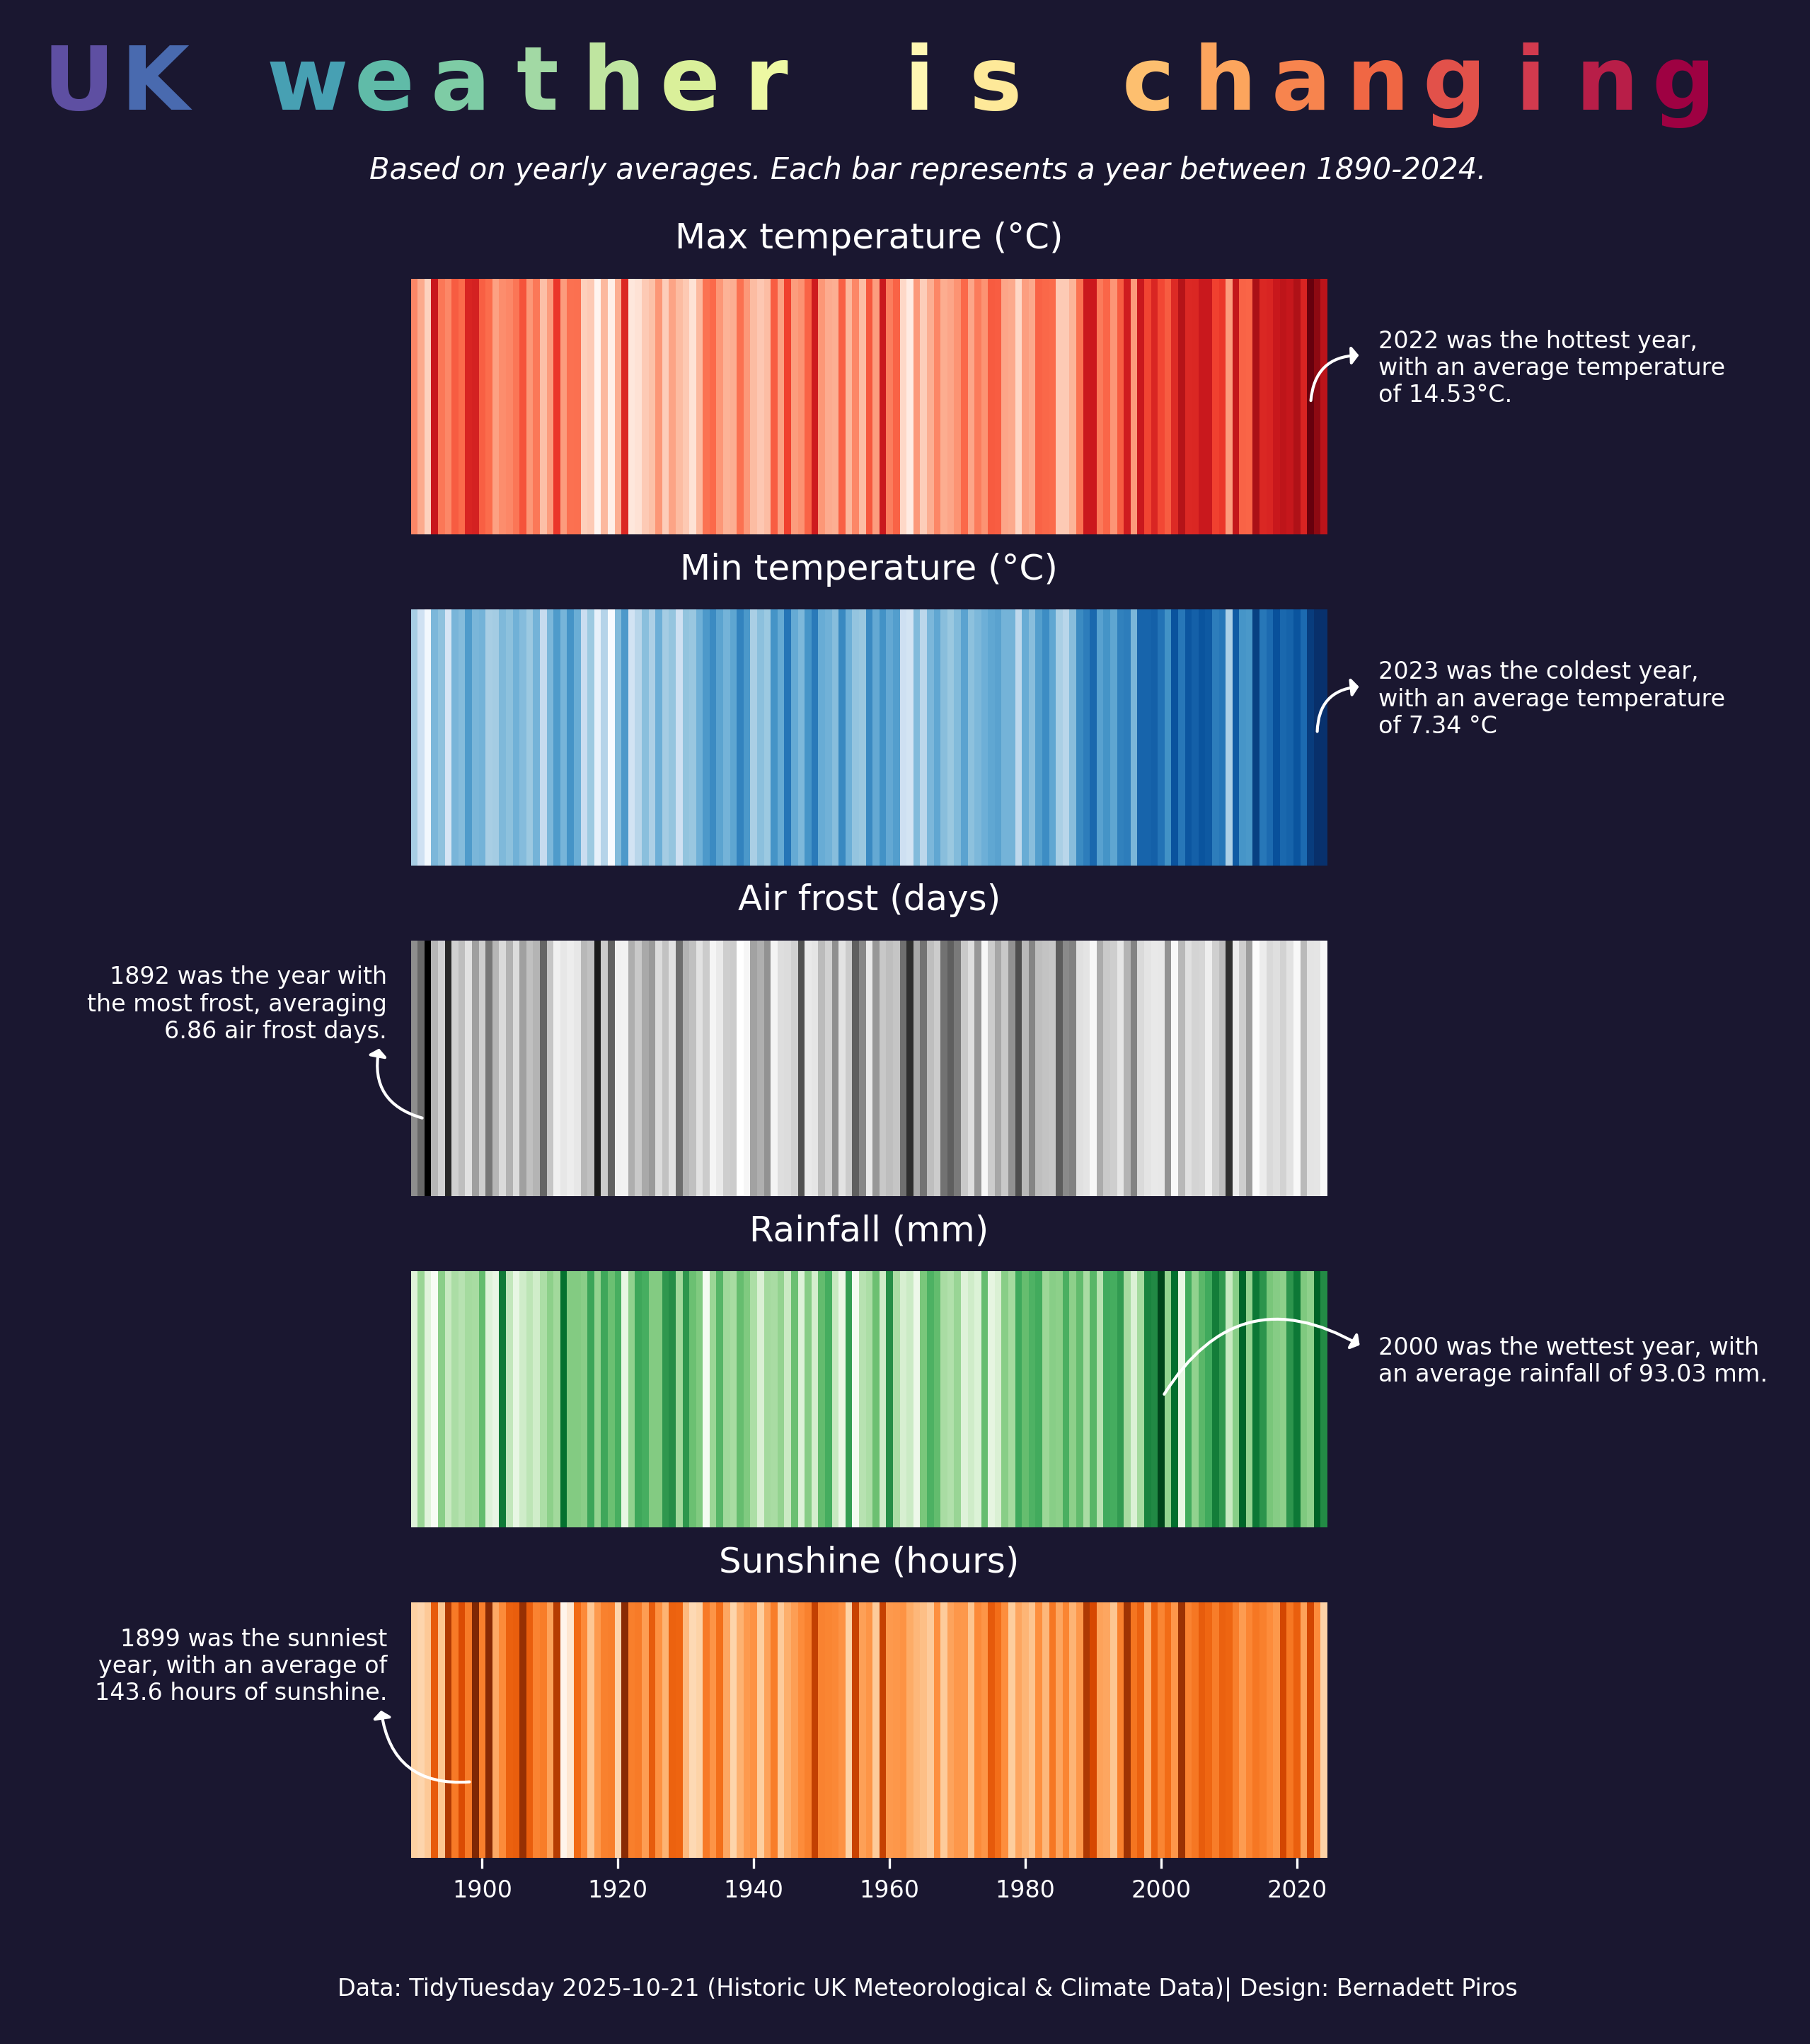 UK weather is changing
Based on yearly averages. Each bar represents a year between 1890-2024.
Max temperature (°C)
2022 was the hottest year,
with an average temperature
of 14.53°C.
Min temperature (°C)
2023 was the coldest year,
with an average temperature
of 7.34 °C
Air frost (days)
1892 was the year with
the most frost, averaging
6.86 air frost days.
Rainfall (mm)
2000 was the wettest year, with
an average rainfall of 93.03 mm.
Sunshine (hours)
1899 was the sunniest
year, with an average of
143.6 hours of sunshine.
1900 1920 1940 1960 1980 2000 2020
Data: TidyTuesday 2025-10-21 (Historic UK Meteorological & Climate Data)| Design: Bernadett Piros